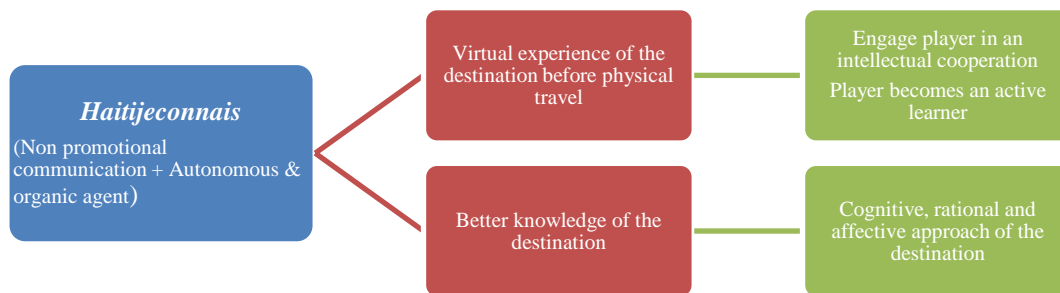 Haitijeconnais
(Non promotional
communication + Autonomous &
organic agent)
Virtual experience of the
destination before physical
travel
Engage player in an
intellectual cooperation
Player becomes an active
learner
Better knowledge of the
destination
Cognitive, rational and
affective approach of the
destination